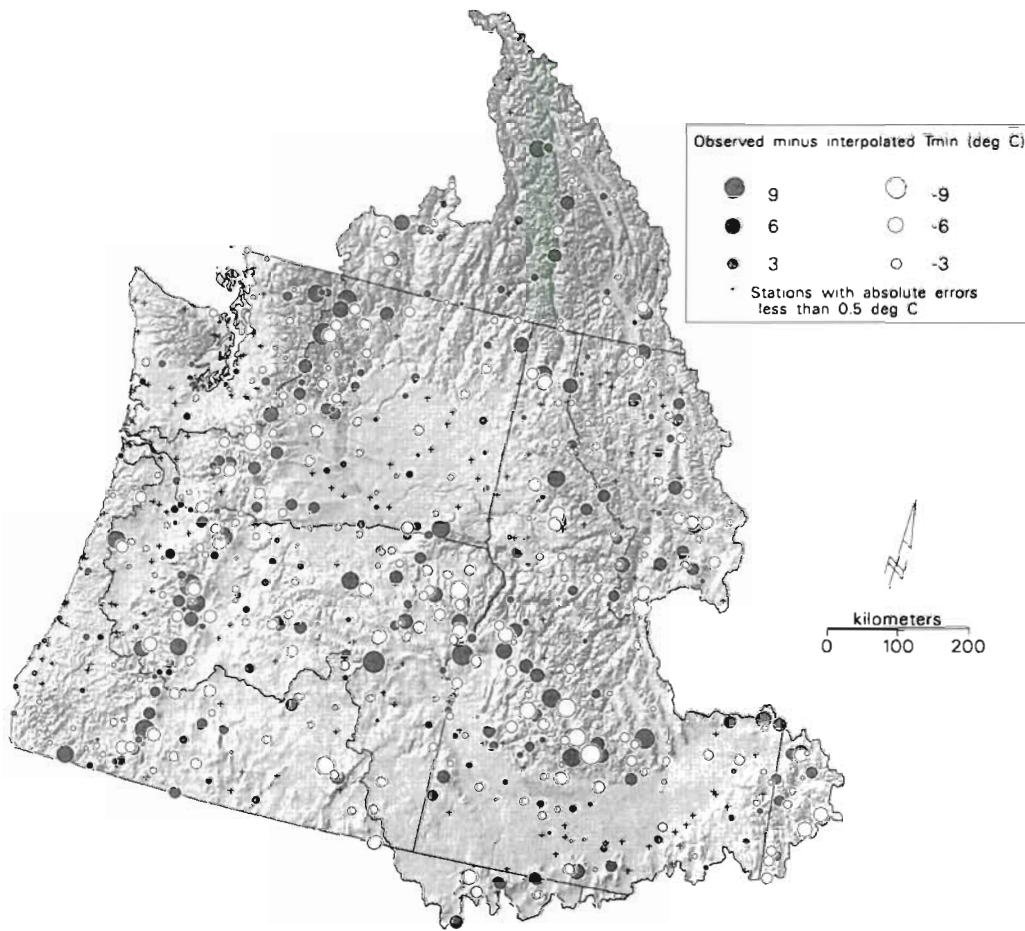 Observed minus interpolated Tmin (deg C)
9 -9
6 -6
3 -3
+ Stations with absolute errors
less than 0.5 deg C
N
kilometers
0 100 200